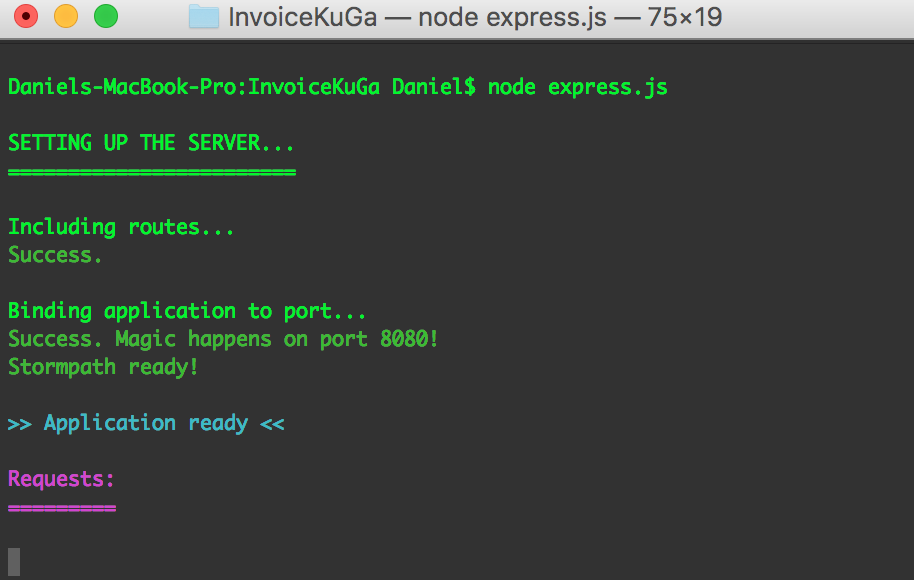 InvoiceKuGa — node express.js — 75×19
Daniels-MacBook-Pro:InvoiceKuGa Daniel$ node express.js
SETTING UP THE SERVER...
========================
Including routes...
Success.
Binding application to port...
Success. Magic happens on port 8080!
Stormpath ready!
>> Application ready <<
Requests:
=========